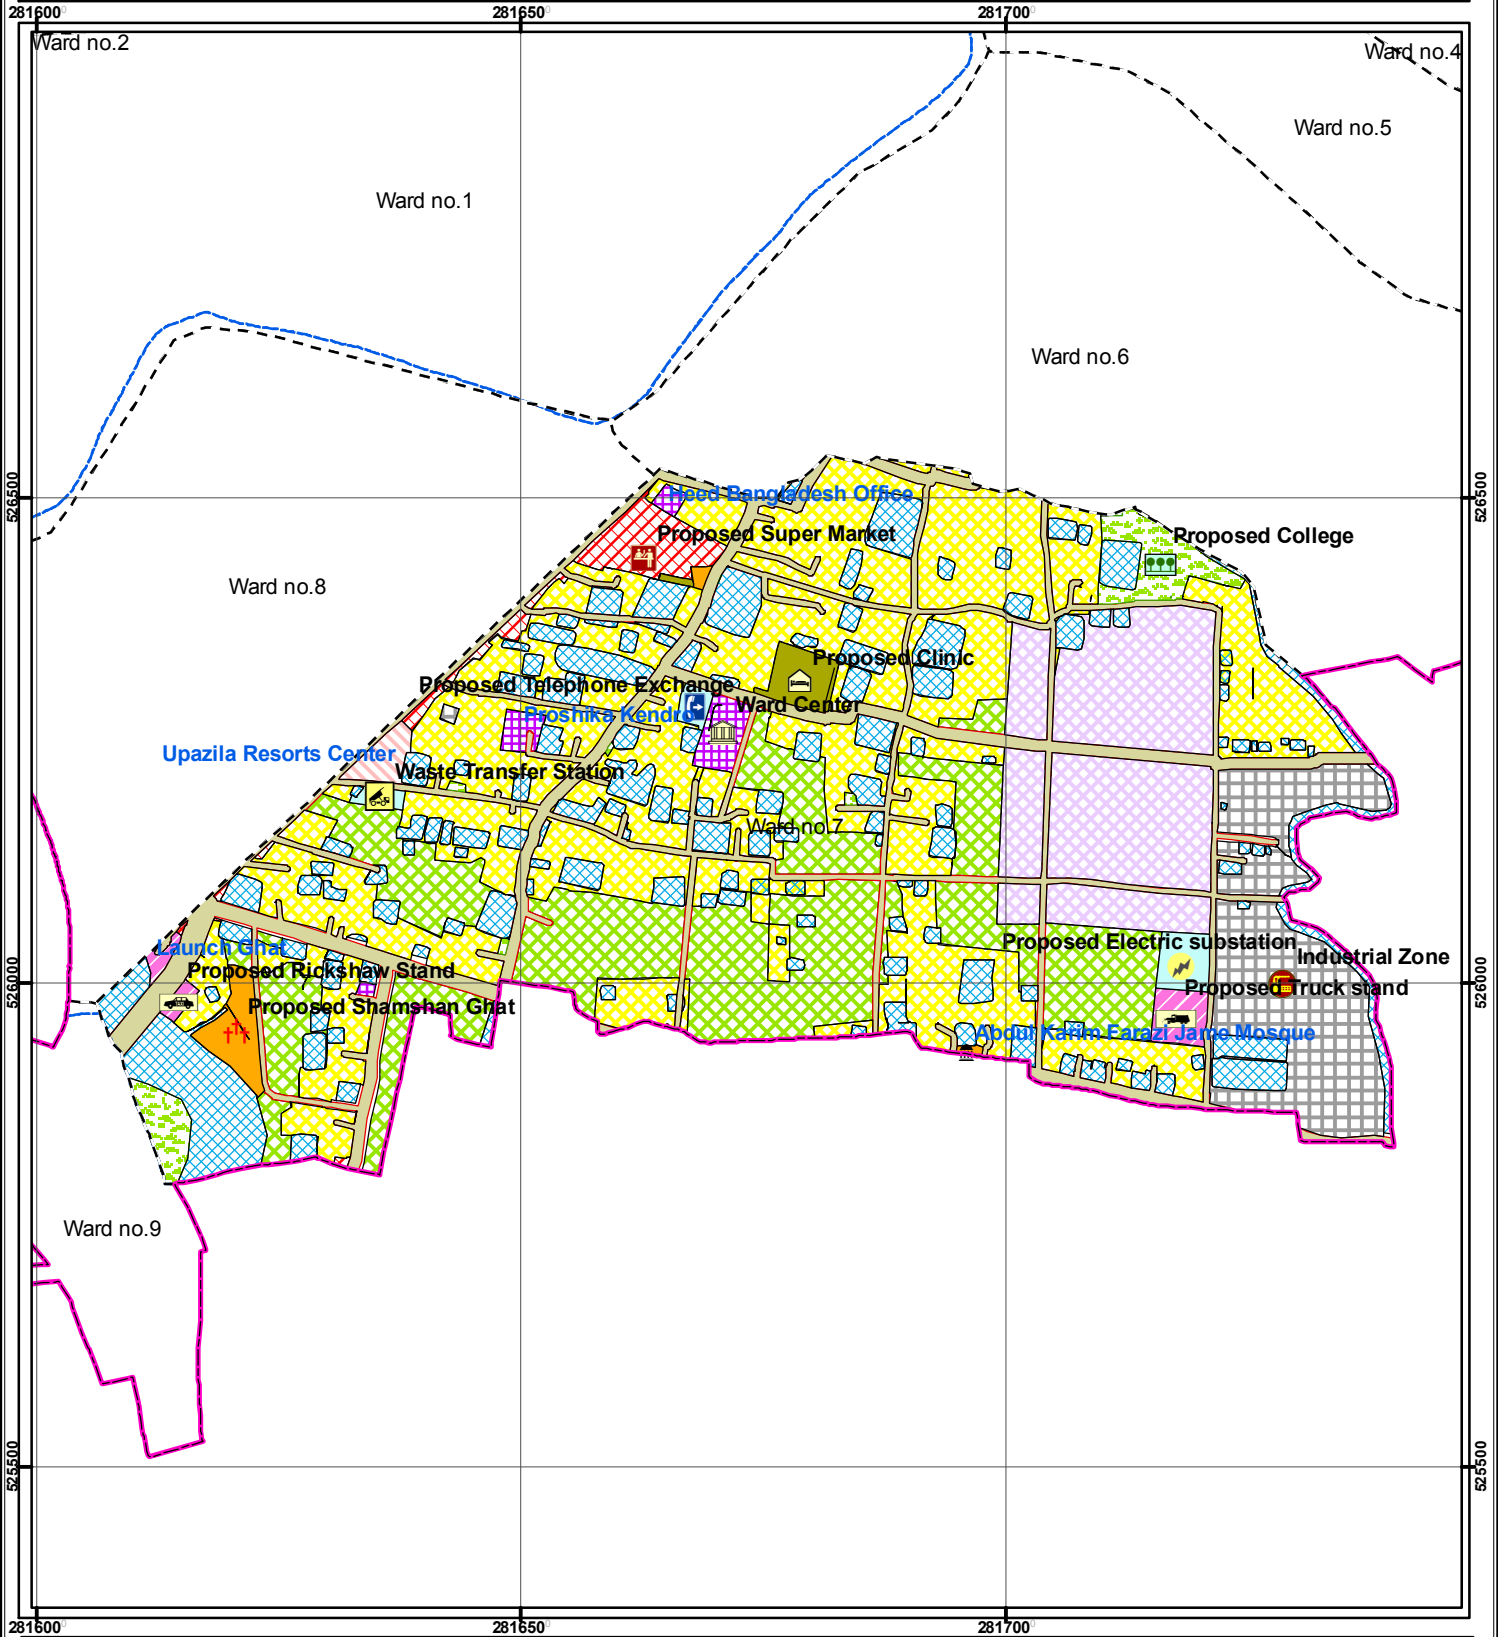 281600 281650 281700
Ward no.2
Ward no.4
Ward no.5
Ward no.1
Ward no.6
526500 526500
Heed Bangladesh Office
Proposed Super Market
Proposed College
Ward no.8
Proposed Clinic
Proposed Telephone Exchange
Ward Center
Proshika Kendro
Upazila Resorts Center
Waste Transfer Station
Ward no.7
Proposed Electric substation
Launch Ghat
Industrial Zone
Proposed Rickshaw Stand
526000 526000
Proposed Truck stand
Proposed Shamshan Ghat
Abdul Karim Farazi Jame Mosque
Ward no.9
525500 525500
281600 281650 281700